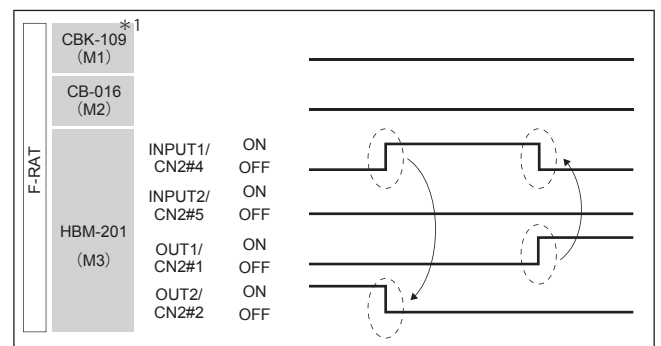 F-RAT
CBK-109 *1
(M1)
CB-016
(M2)
HBM-201
(M3)
INPUT1/ ON
CN2#4 OFF
INPUT2/ ON
CN2#5 OFF
OUT1/ ON
CN2#1 OFF
OUT2/ ON
CN2#2 OFF